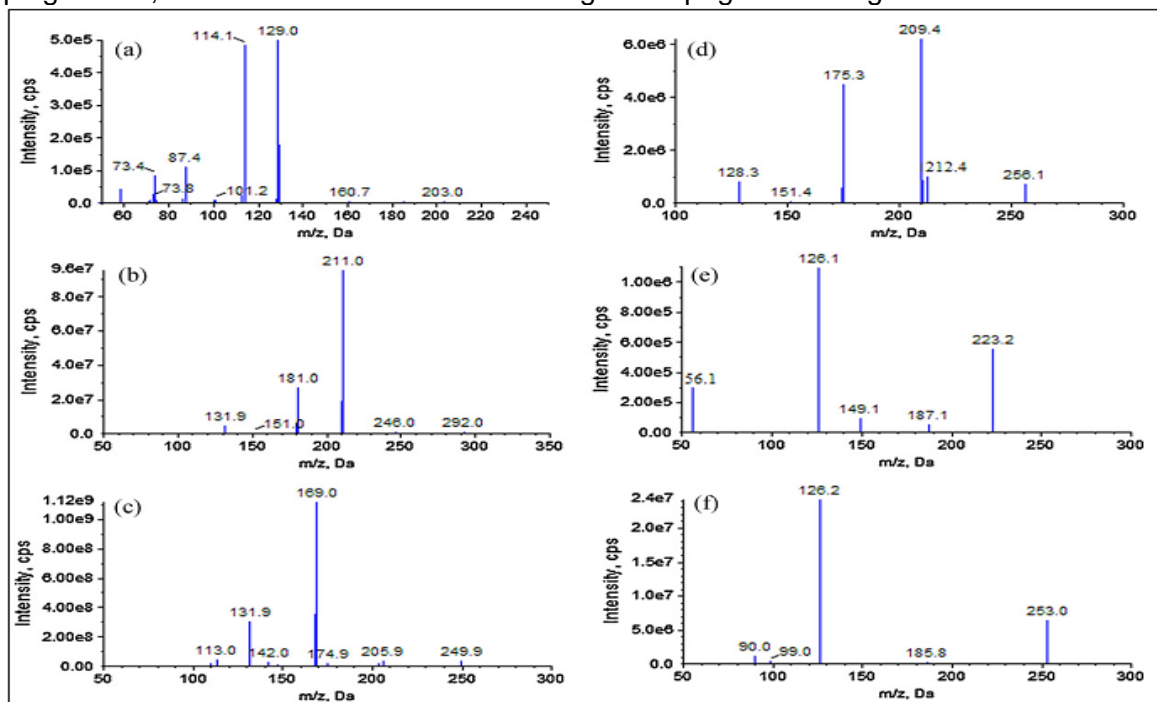 (a)
Intensity, cps
5.0e5
4.0e5
3.0e5
2.0e5
1.0e5
0.0
114.1
129.0
73.4
87.4
73.8
101.2
160.7
203.0
60 80 100 120 140 160 180 200 220 240
m/z, Da
(b)
Intensity, cps
9.6e7
8.0e7
6.0e7
4.0e7
2.0e7
0.0
211.0
181.0
131.9
151.0
246.0
292.0
50 100 150 200 250 300 350
m/z, Da
(c)
Intensity, cps
1.12e9
1.00e9
8.00e8
6.00e8
4.00e8
2.00e8
0.00
169.0
131.9
113.0
142.0
174.9
205.9
249.9
50 100 150 200 250 300
m/z, Da
(d)
Intensity, cps
6.0e6
4.0e6
2.0e6
0.0
209.4
175.3
128.3
151.4
212.4
256.1
100 150 200 250 300
m/z, Da
(e)
Intensity, cps
1.00e6
8.00e5
6.00e5
4.00e5
2.00e5
0.00
126.1
223.2
56.1
149.1
187.1
50 100 150 200 250 300
m/z, Da
(f)
Intensity, cps
2.4e7
2.0e7
1.5e7
1.0e7
5.0e6
0.0
126.2
253.0
90.0
99.0
185.8
50 100 150 200 250 300
m/z, Da